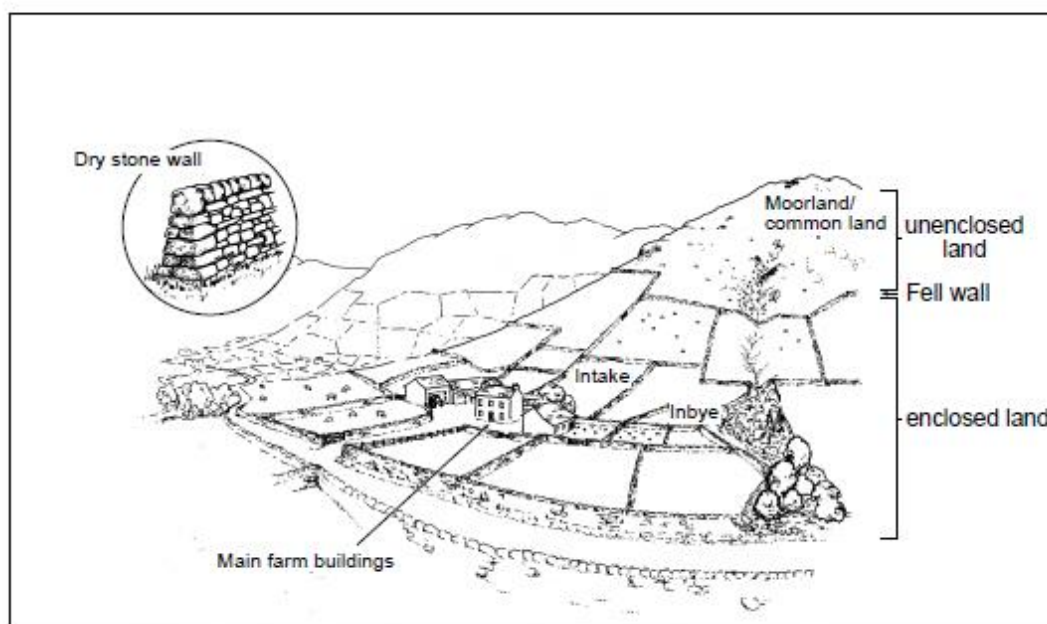 Dry stone wall
Moorland/
common land
unenclosed
land
Fell wall
Intake
Inbye
enclosed land
Main farm buildings